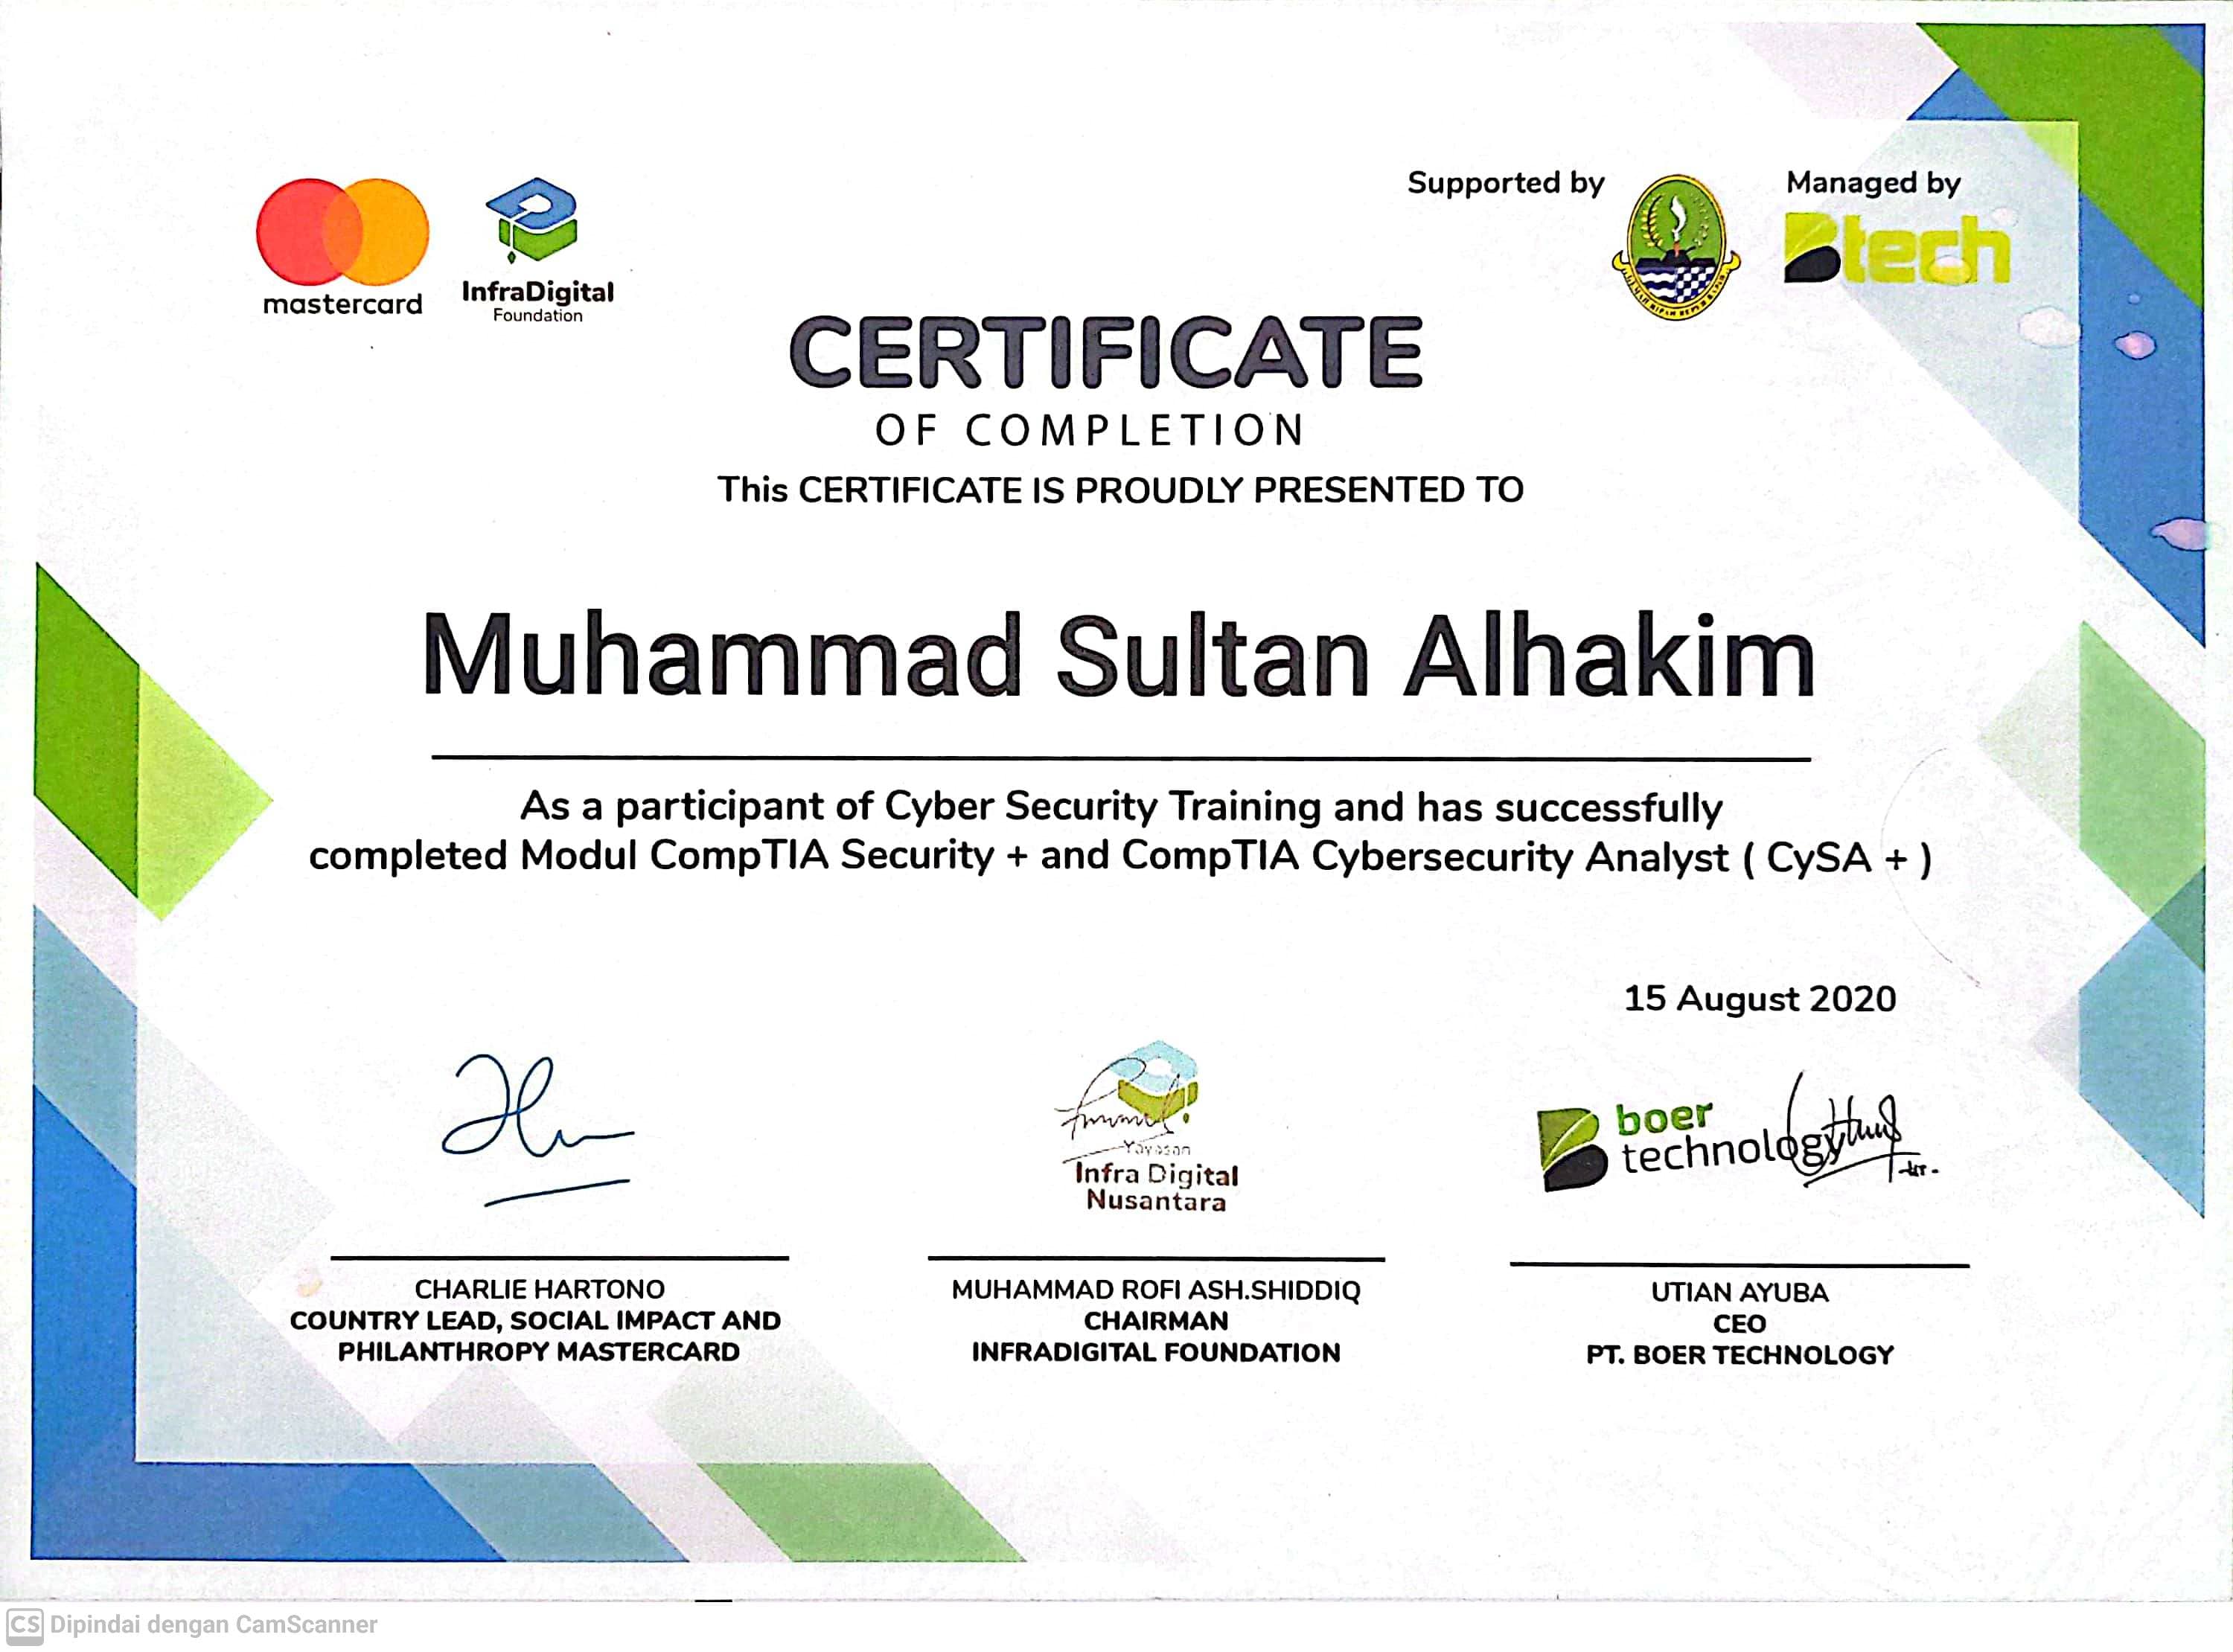 mastercard
InfraDigital
Foundation
Supported by
Managed by
Btech
CERTIFICATE
OF COMPLETION
This CERTIFICATE IS PROUDLY PRESENTED TO
Muhammad Sultan Alhakim
As a participant of Cyber Security Training and has successfully
completed Modul CompTIA Security + and CompTIA Cybersecurity Analyst ( CySA + )
15 August 2020
Yayasan
Infra Digital
Nusantara
boer
technology
CHARLIE HARTONO
COUNTRY LEAD, SOCIAL IMPACT AND
PHILANTHROPY MASTERCARD
MUHAMMAD ROFI ASH.SHIDDIQ
CHAIRMAN
INFRADIGITAL FOUNDATION
UTIAN AYUBA
CEO
PT. BOER TECHNOLOGY
CS Dipindai dengan CamScanner